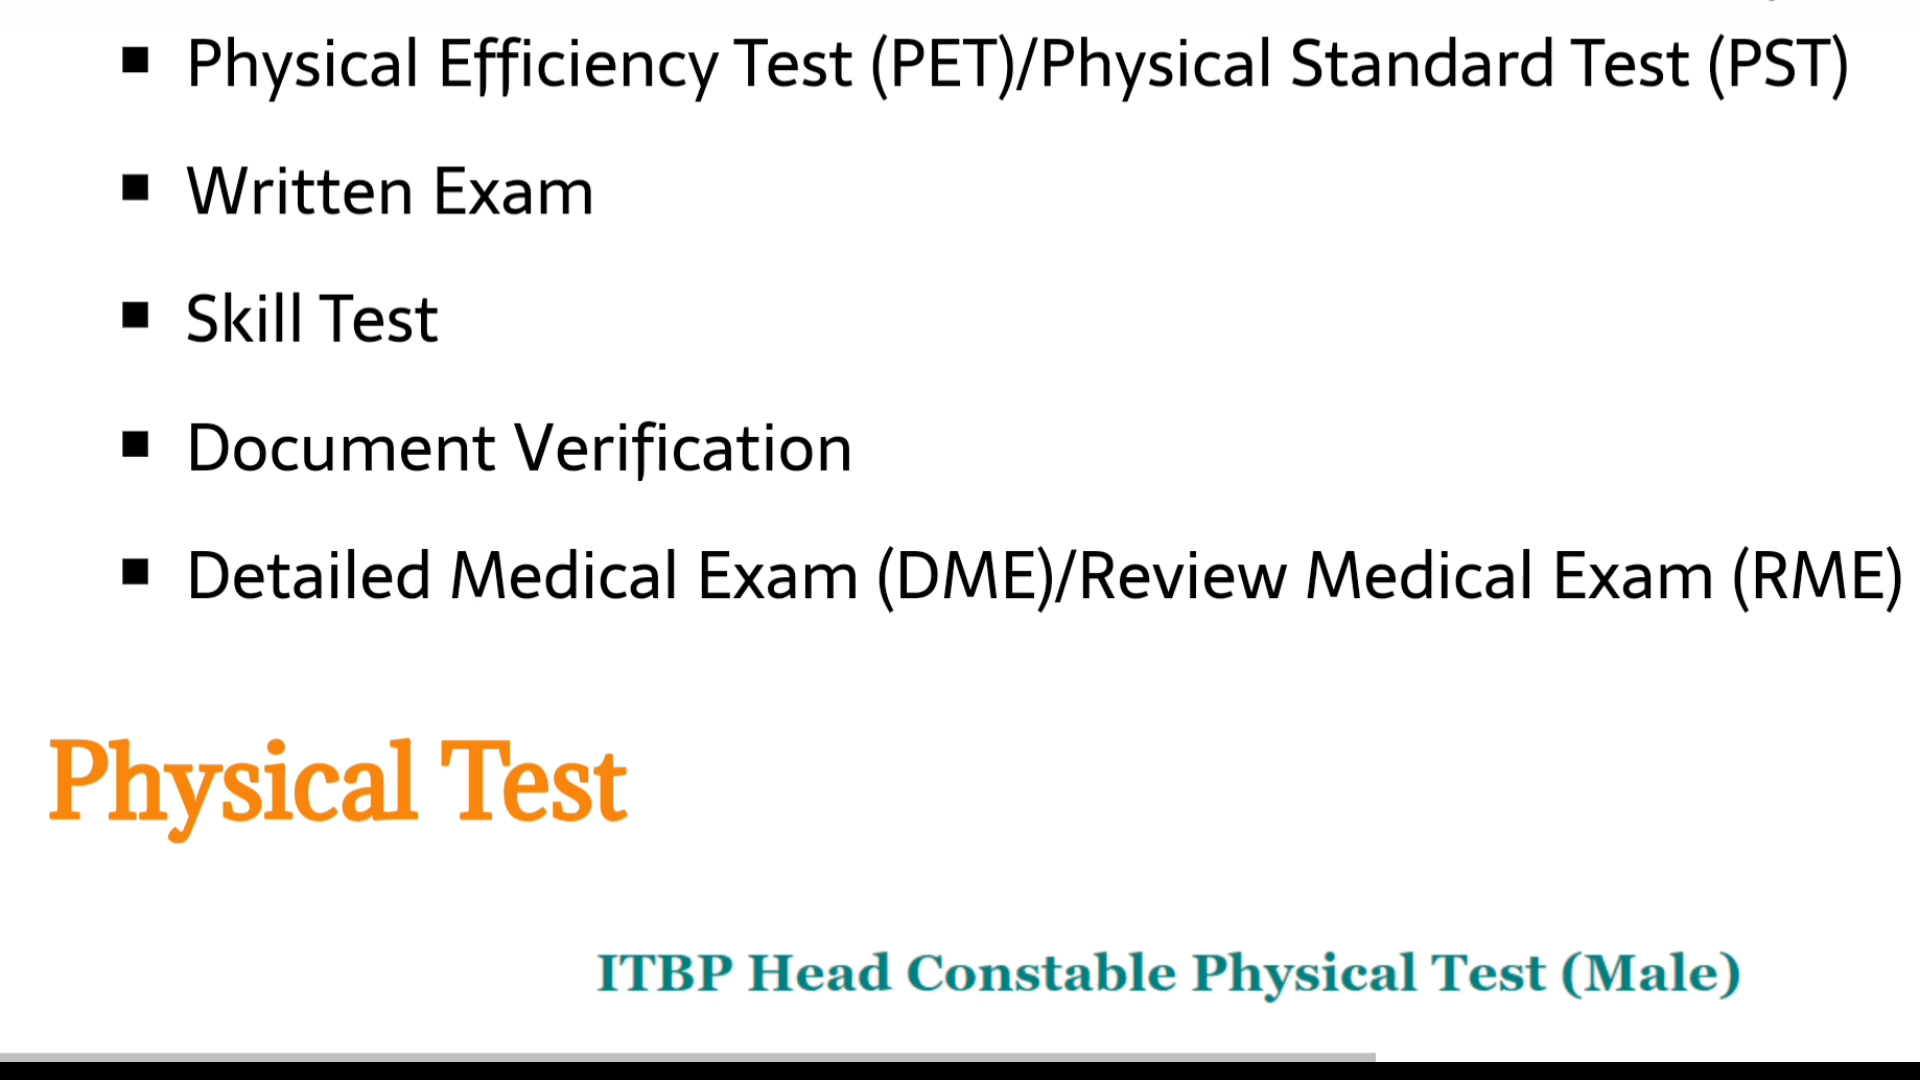 Physical Efficiency Test (PET)/Physical Standard Test (PST)
Written Exam
Skill Test
Document Verification
Detailed Medical Exam (DME)/Review Medical Exam (RME)
Physical Test
ITBP Head Constable Physical Test (Male)